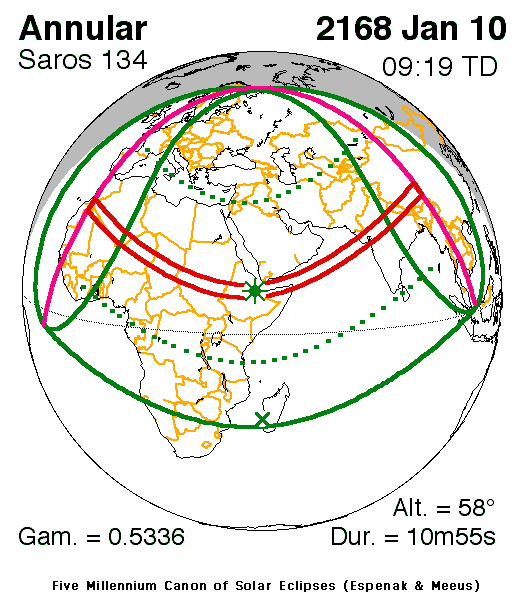 Annular
2168 Jan 10
Saros 134
09:19 TD
Alt. = 58°
Gam. = 0.5336
Dur. = 10m55s
Five Millennium Canon of Solar Eclipses (Espenak & Meeus)